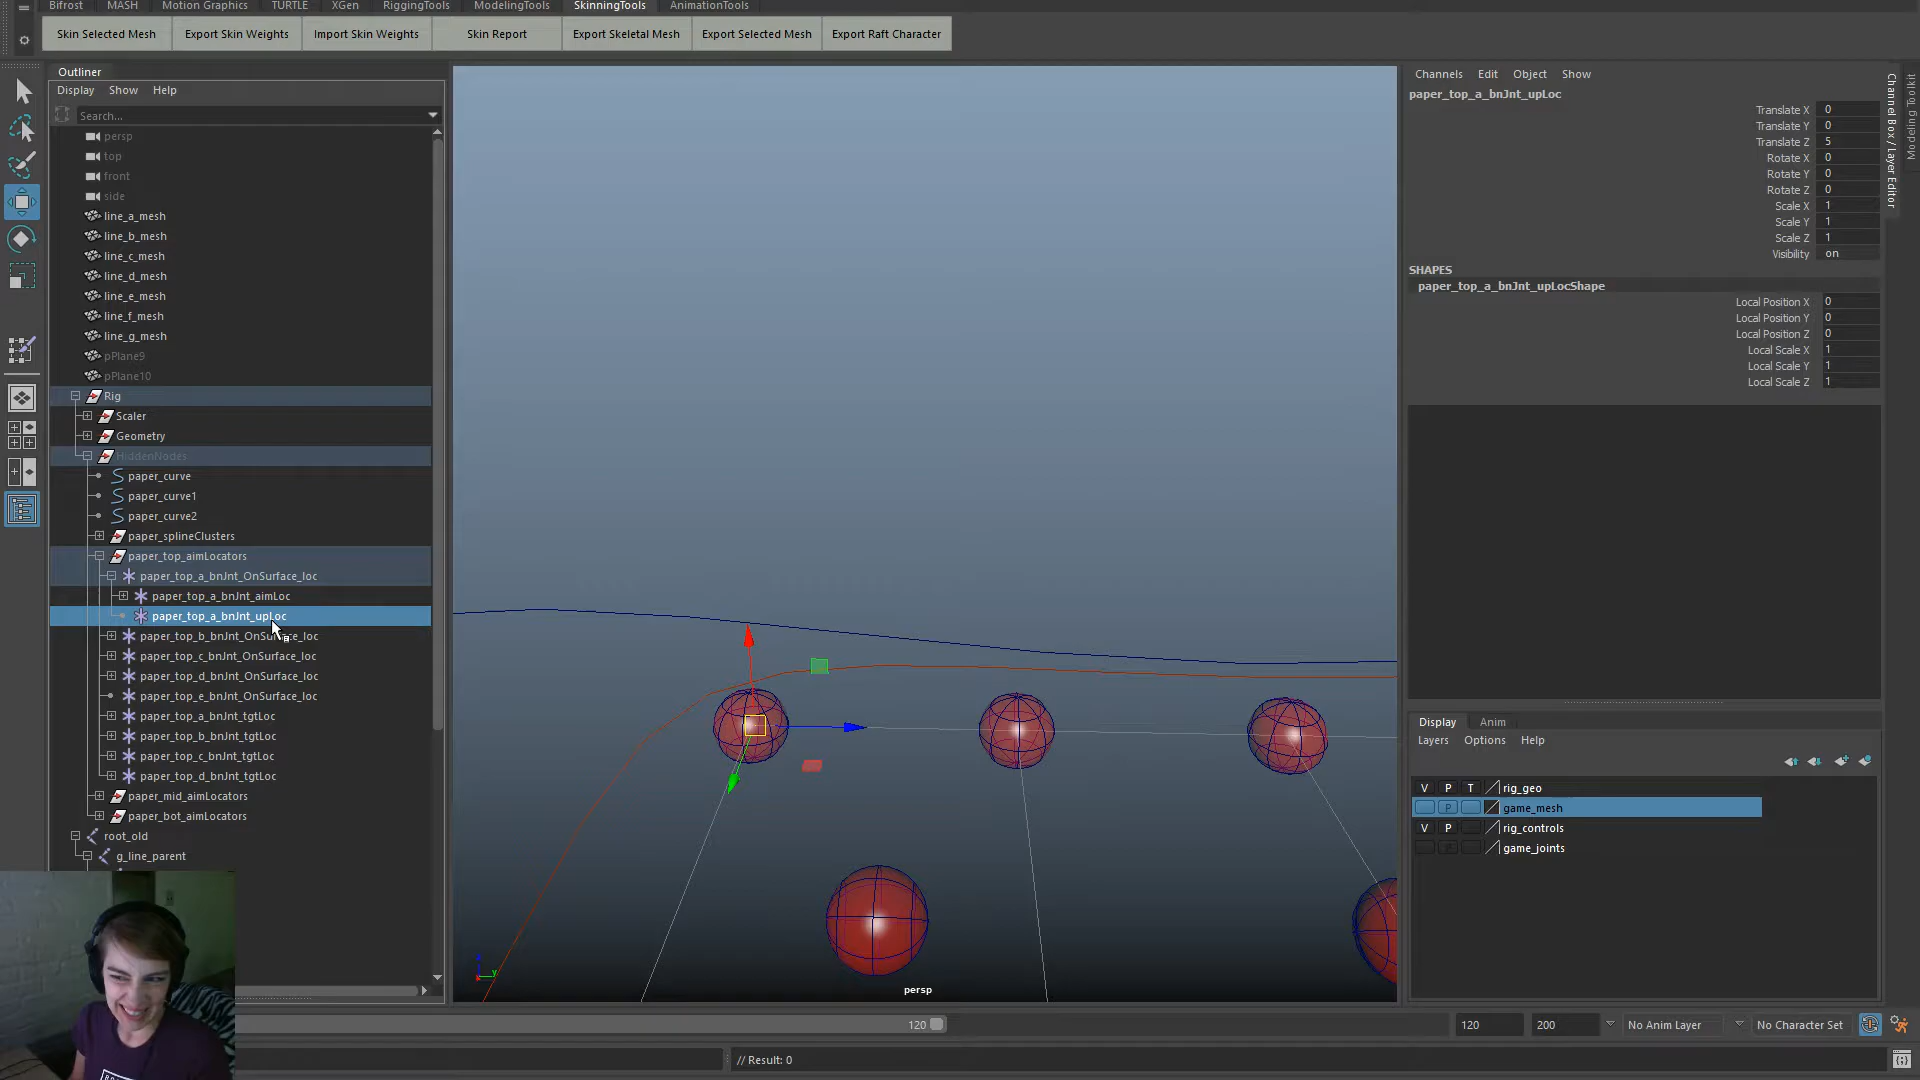 Bifrost MASH Motion Graphics TURTLE XGen RiggingTools ModelingTools SkinningTools AnimationTools
Skin Selected Mesh Export Skin Weights Import Skin Weights Skin Report Export Skeletal Mesh Export Selected Mesh Export Raft Character
Outliner
Display Show Help
Search...
persp
top
front
side
line_a_mesh
line_b_mesh
line_c_mesh
line_d_mesh
line_e_mesh
line_f_mesh
line_g_mesh
pPlane9
pPlane10
Rig
Scaler
Geometry
HiddenNodes
paper_curve
paper_curve1
paper_curve2
paper_splineClusters
paper_top_aimLocators
paper_top_a_bnJnt_OnSurface_loc
paper_top_a_bnJnt_aimLoc
paper_top_a_bnJnt_upLoc
paper_top_b_bnJnt_OnSurface_loc
paper_top_c_bnJnt_OnSurface_loc
paper_top_d_bnJnt_OnSurface_loc
paper_top_e_bnJnt_OnSurface_loc
paper_top_a_bnJnt_tgtLoc
paper_top_b_bnJnt_tgtLoc
paper_top_c_bnJnt_tgtLoc
paper_top_d_bnJnt_tgtLoc
paper_mid_aimLocators
paper_bot_aimLocators
root_old
g_line_parent
persp
Channels Edit Object Show
paper_top_a_bnJnt_upLoc
Translate X 0
Translate Y 0
Translate Z 5
Rotate X 0
Rotate Y 0
Rotate Z 0
Scale X 1
Scale Y 1
Scale Z 1
Visibility on
SHAPES
paper_top_a_bnJnt_upLocShape
Local Position X 0
Local Position Y 0
Local Position Z 0
Local Scale X 1
Local Scale Y 1
Local Scale Z 1
Channel Box / Layer Editor
Modeling Toolkit
Display Anim
Layers Options Help
V P T rig_geo
P game_mesh
V P rig_controls
game_joints
120 120 200 No Anim Layer No Character Set
// Result: 0